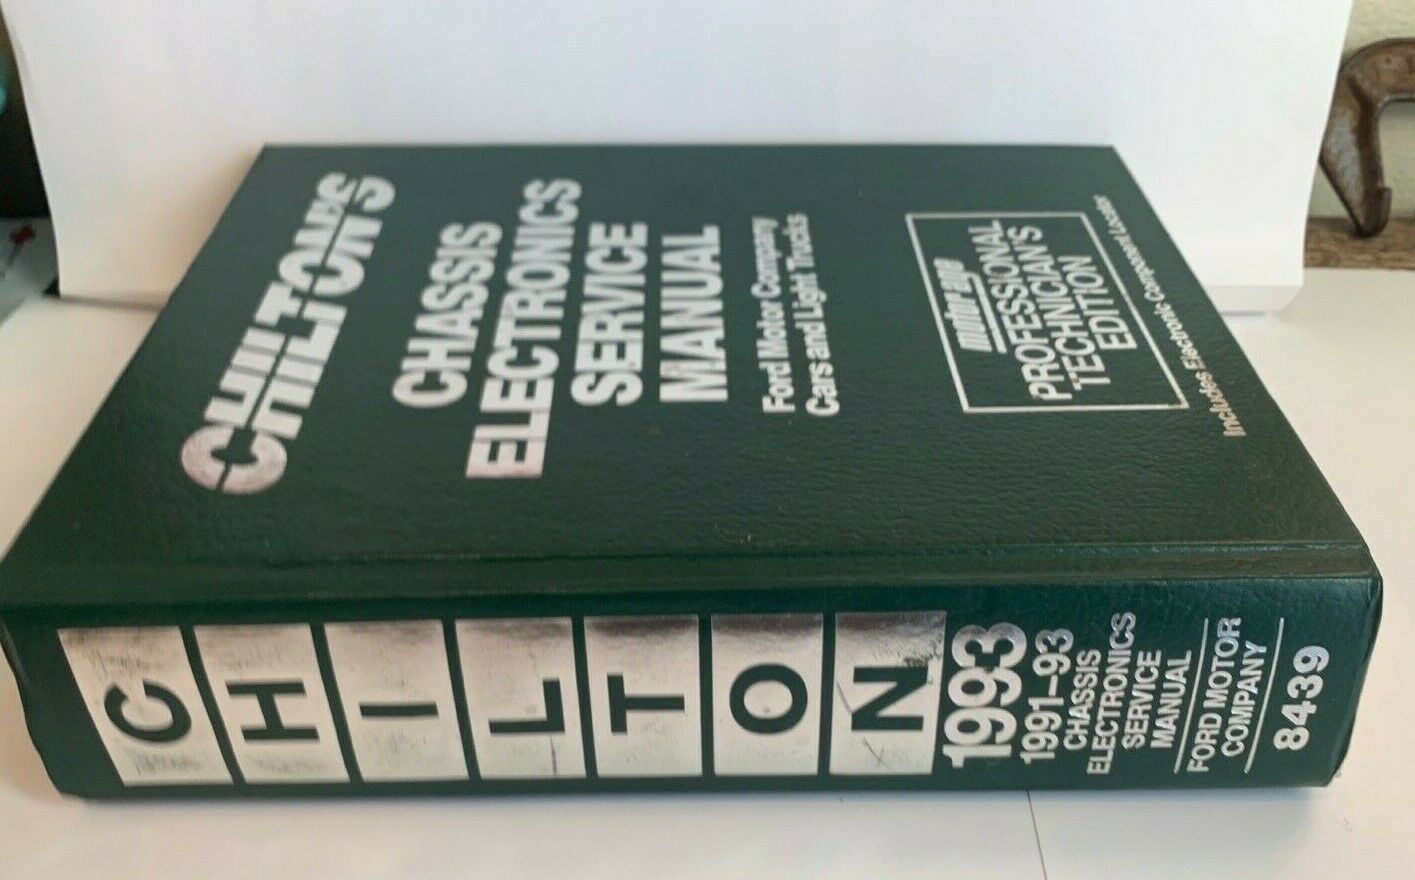 CHILTON'S
CHASSIS
ELECTRONICS
SERVICE
MANUAL
Ford Motor Company
Cars and Light Trucks
motor age
PROFESSIONAL
TECHNICIAN'S
EDITION
Includes Electronic Component Locator
CHILTON
1993
1991–93
CHASSIS
ELECTRONICS
SERVICE
MANUAL
FORD MOTOR
COMPANY
8439